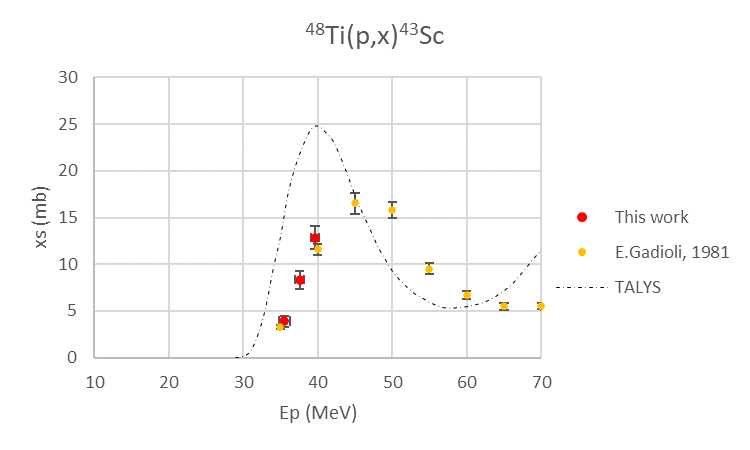 ⁴⁸Ti(p,x)⁴³Sc
30
25
20
15
10
5
0
xs (mb)
10 20 30 40 50 60 70
Ep (MeV)
This work
E.Gadioli, 1981
TALYS